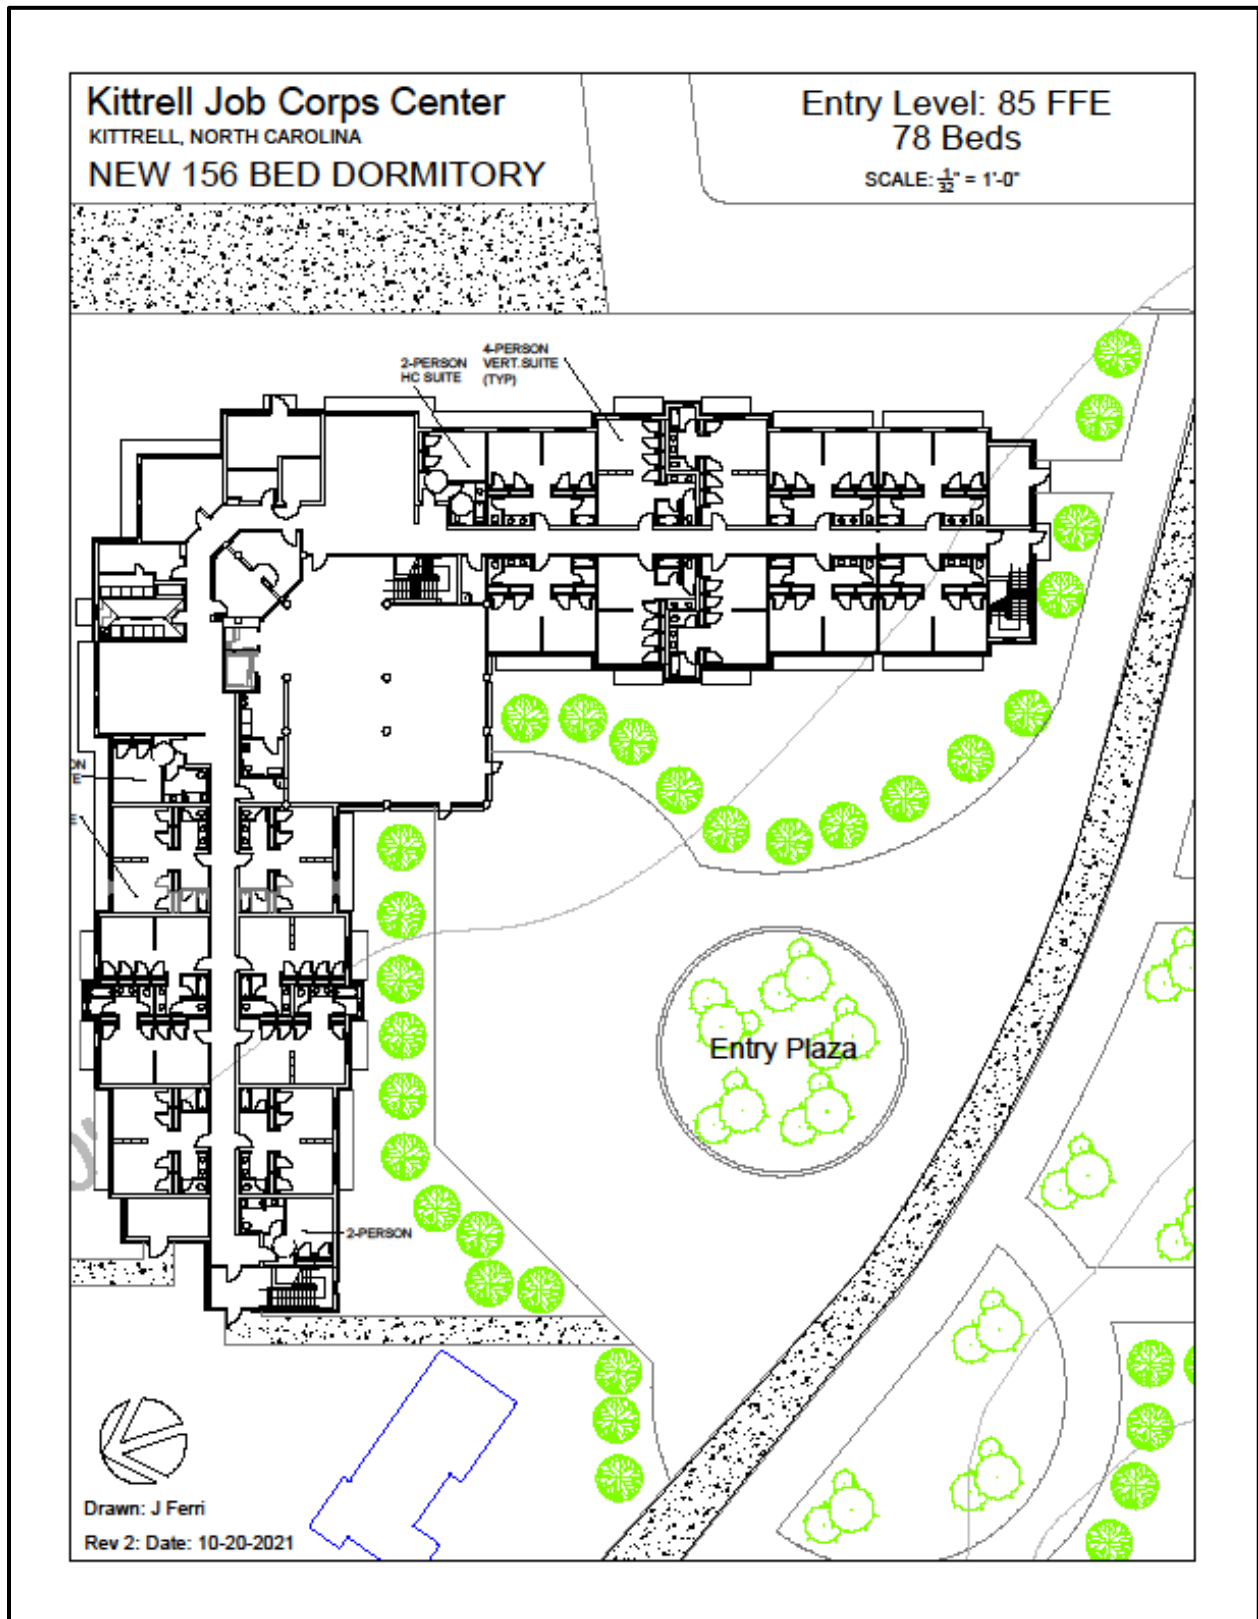 Kittrell Job Corps Center
KITTRELL, NORTH CAROLINA
NEW 156 BED DORMITORY
Entry Level: 85 FFE
78 Beds
SCALE: 1/32" = 1'-0"
2-PERSON
HC SUITE
4-PERSON
VERT.SUITE
(TYP)
ON
TE
E
Entry Plaza
2-PERSON
Drawn: J Ferri
Rev 2: Date: 10-20-2021